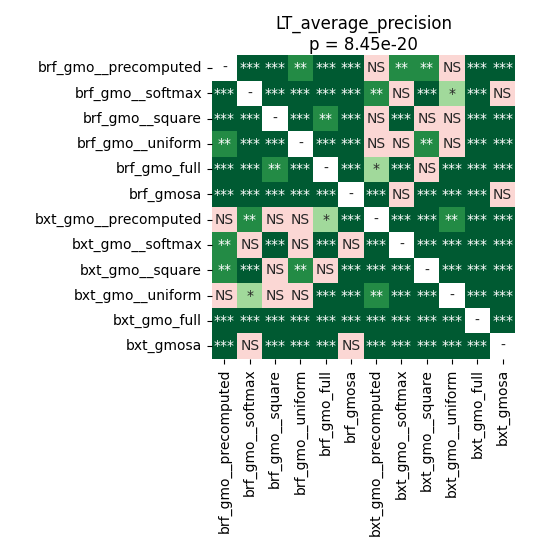 LT_average_precision
p = 8.45e-20
brf_gmo__precomputed - *** *** ** *** *** NS ** ** NS *** ***
brf_gmo__softmax *** - *** *** *** *** ** NS *** * *** NS
brf_gmo__square *** *** - *** ** *** NS *** NS NS *** ***
brf_gmo__uniform ** *** *** - *** *** NS NS ** NS *** ***
brf_gmo_full *** *** ** *** - *** * *** NS *** *** ***
brf_gmosa *** *** *** *** *** - *** NS *** *** *** NS
bxt_gmo__precomputed NS ** NS NS * *** - *** *** ** *** ***
bxt_gmo__softmax ** NS *** NS *** NS *** - *** *** *** ***
bxt_gmo__square ** *** NS ** NS *** *** *** - *** *** ***
bxt_gmo__uniform NS * NS NS *** *** ** *** *** - *** ***
bxt_gmo_full *** *** *** *** *** *** *** *** *** *** - ***
bxt_gmosa *** NS *** *** *** NS *** *** *** *** *** -
brf_gmo__precomputed
brf_gmo__softmax
brf_gmo__square
brf_gmo__uniform
brf_gmo_full
brf_gmosa
bxt_gmo__precomputed
bxt_gmo__softmax
bxt_gmo__square
bxt_gmo__uniform
bxt_gmo_full
bxt_gmosa